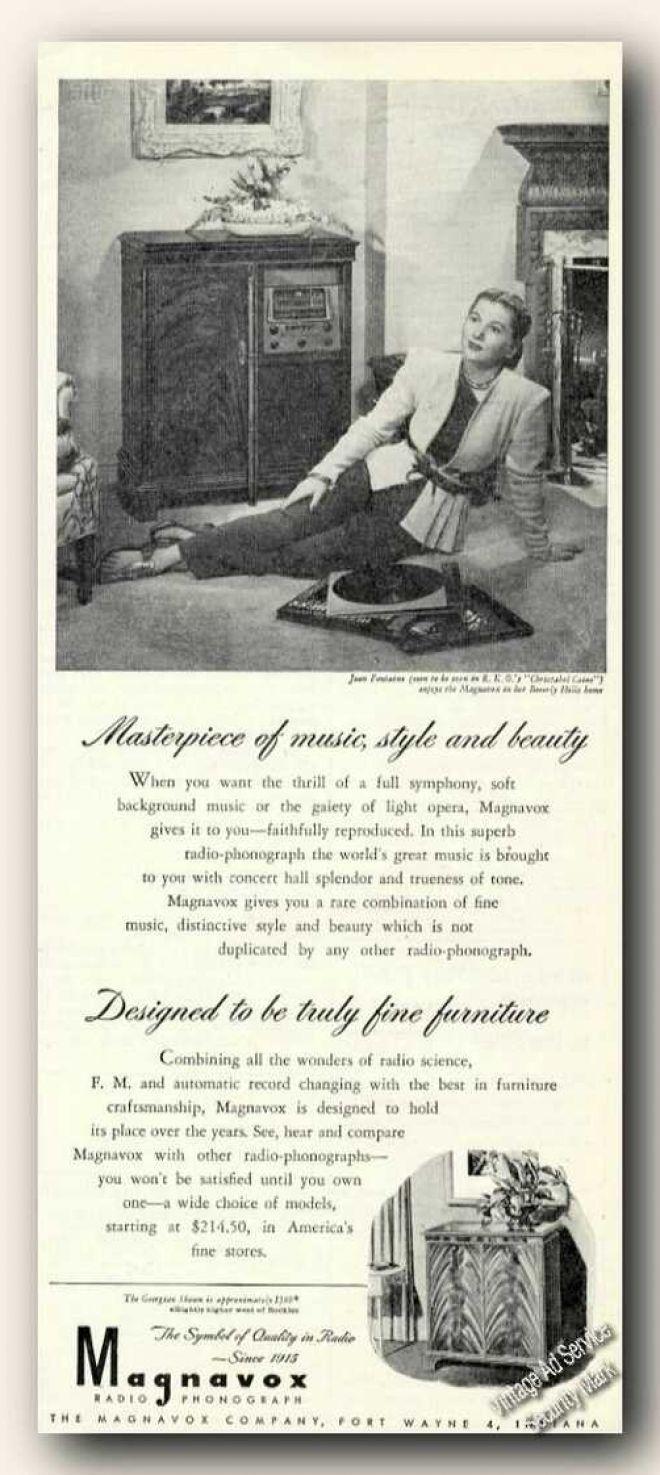 Joan Fontaine (soon to be seen in R. K. O.'s "Christabel Caine")
enjoys the Magnavox in her Beverly Hills home
Masterpiece of music, style and beauty
When you want the thrill of a full symphony, soft
background music or the gaiety of light opera, Magnavox
gives it to you—faithfully reproduced. In this superb
radio-phonograph the world's great music is brought
to you with concert hall splendor and trueness of tone.
Magnavox gives you a rare combination of fine
music, distinctive style and beauty which is not
duplicated by any other radio-phonograph.
Designed to be truly fine furniture
Combining all the wonders of radio science,
F. M. and automatic record changing with the best in furniture
craftsmanship, Magnavox is designed to hold
its place over the years. See, hear and compare
Magnavox with other radio-phonographs—
you won't be satisfied until you own
one—a wide choice of models,
starting at $214.50, in America's
fine stores.
The Georgian shown is approximately
slightly higher west of Rockies
The Symbol of Quality in Radio
—Since 1915
Magnavox
RADIO PHONOGRAPH
THE MAGNAVOX COMPANY, FORT WAYNE 4, INDIANA
Vintage Ad Service
Security Mark